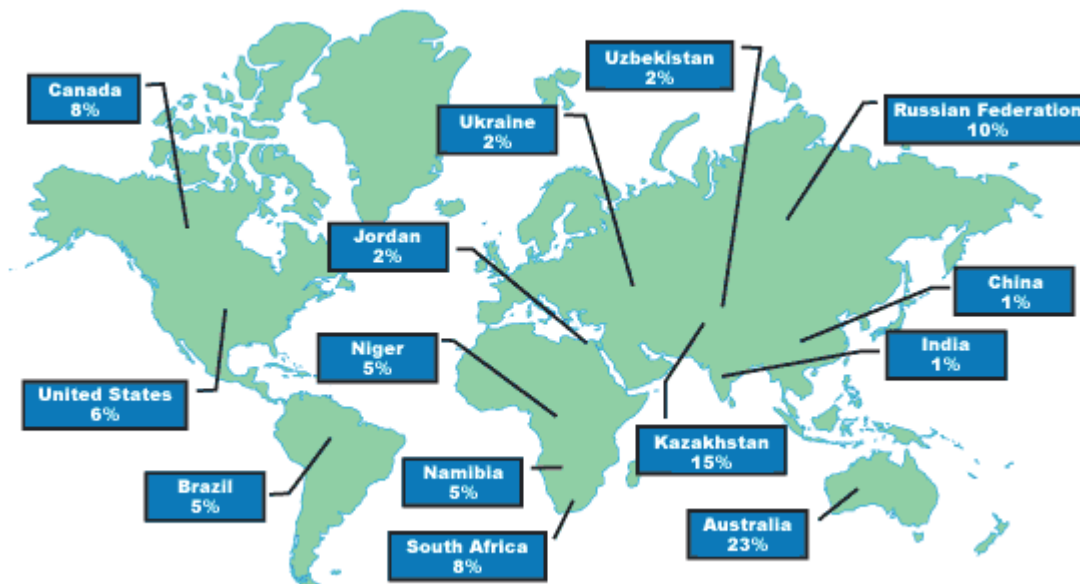 Uzbekistan
2%
Canada
8%
Russian Federation
10%
Ukraine
2%
Jordan
2%
China
1%
Niger
5%
India
1%
United States
6%
Kazakhstan
15%
Namibia
5%
Brazil
5%
Australia
23%
South Africa
8%